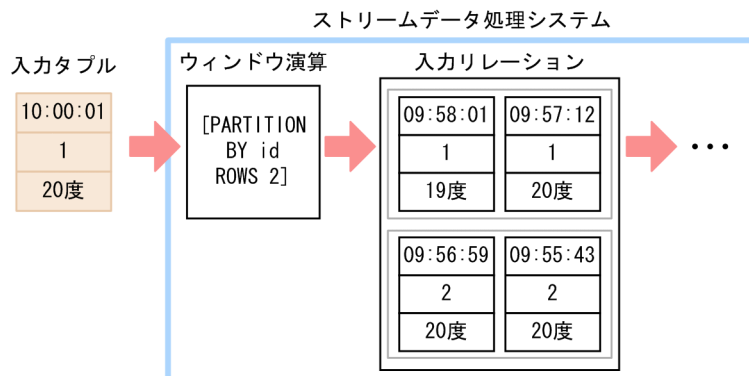 ストリームデータ処理システム
入力タプル
ウィンドウ演算
入力リレーション
10:00:01
1
20度
[PARTITION
BY id
ROWS 2]
09:58:01
1
19度
09:57:12
1
20度
09:56:59
2
20度
09:55:43
2
20度
•••